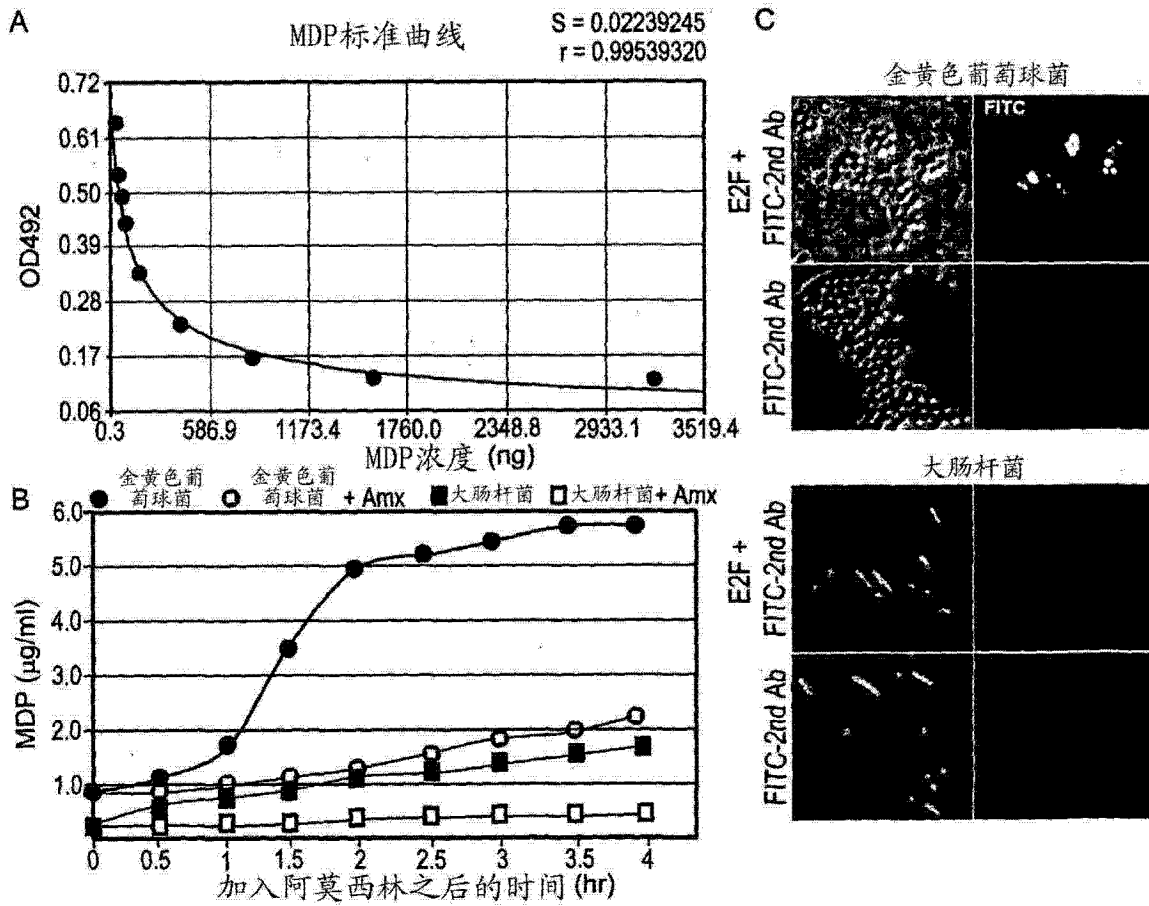 A
MDP标准曲线
S = 0.02239245
r = 0.99539320
0.72
0.61
0.50
0.39
0.28
0.17
0.06
OD492
0.3 586.9 1173.4 1760.0 2348.8 2933.1 3519.4
MDP浓度 (ng)
B
金黄色葡萄球菌
金黄色葡萄球菌 + Amx
大肠杆菌
大肠杆菌 + Amx
6.0
5.0
4.0
3.0
2.0
1.0
MDP (µg/ml)
0 0.5 1 1.5 2 2.5 3 3.5 4
加入阿莫西林之后的时间 (hr)
C
金黄色葡萄球菌
FITC
E2F +
FITC-2nd Ab
FITC-2nd Ab
大肠杆菌
E2F +
FITC-2nd Ab
FITC-2nd Ab